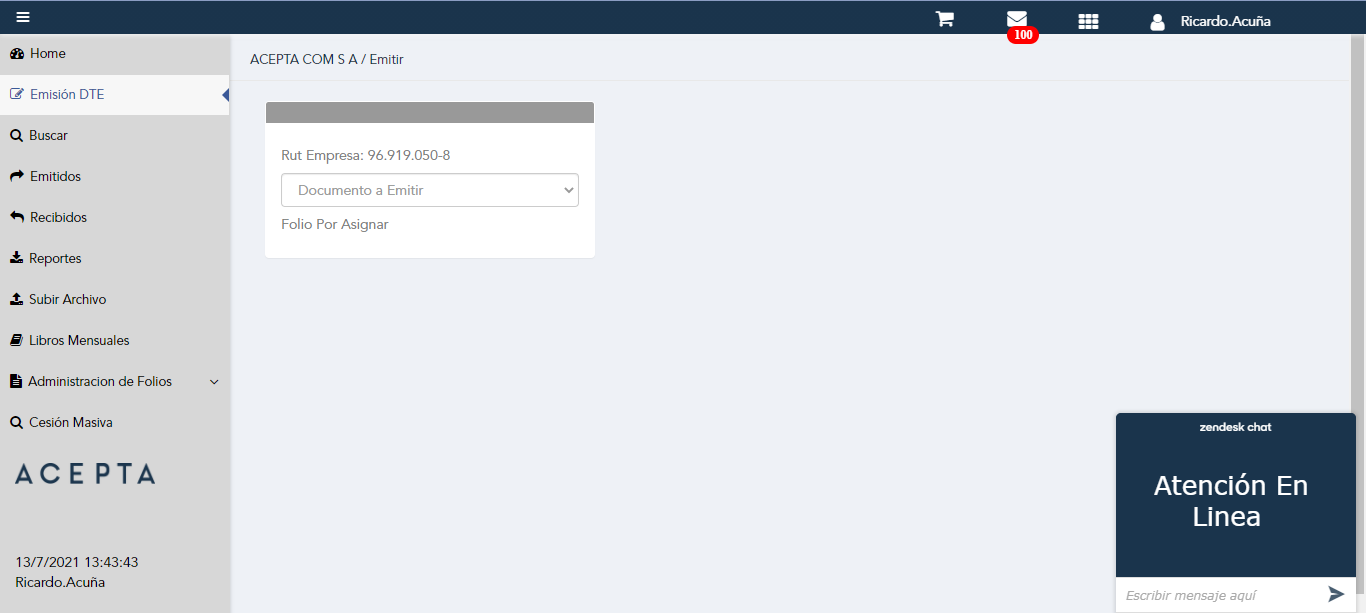 Ricardo.Acuña
100
Home
Emisión DTE
Buscar
Emitidos
Recibidos
Reportes
Subir Archivo
Libros Mensuales
Administracion de Folios
Cesión Masiva
ACEPTA
13/7/2021 13:43:43
Ricardo.Acuña
ACEPTA COM S A / Emitir
Rut Empresa: 96.919.050-8
Documento a Emitir
Folio Por Asignar
zendesk chat
Atención En
Linea
Escribir mensaje aquí